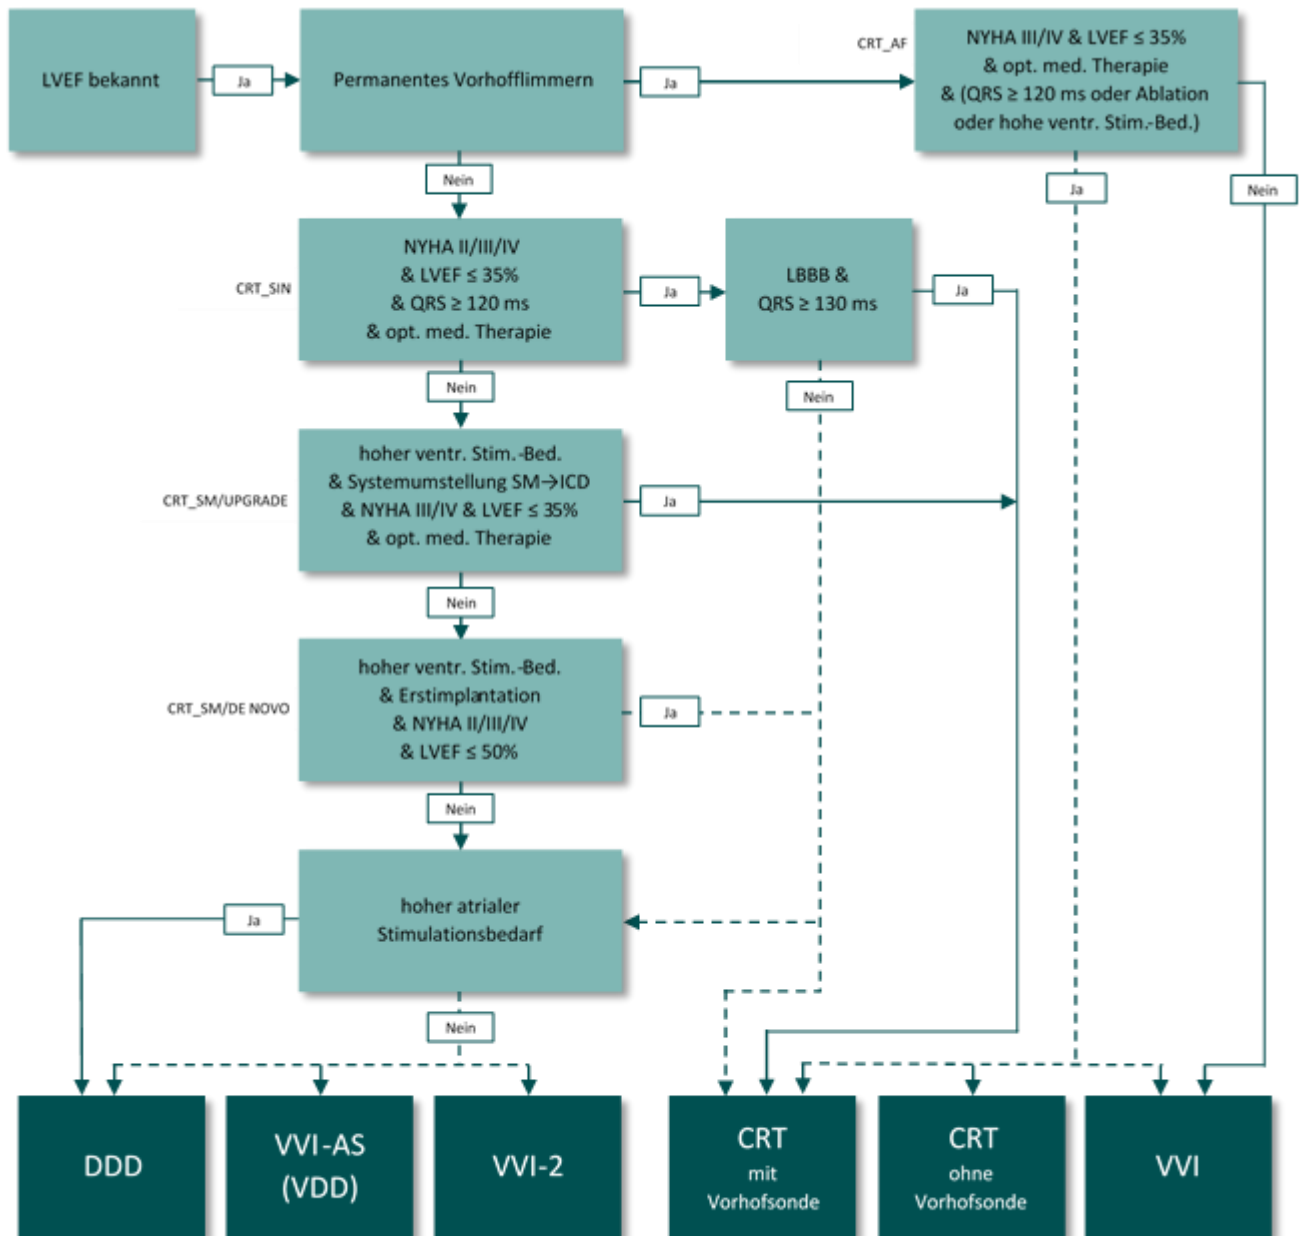 LVEF bekannt
Ja
Permanentes Vorhofflimmern
Ja
CRT_AF
NYHA III/IV & LVEF ≤ 35%
& opt. med. Therapie
& (QRS ≥ 120 ms oder Ablation
oder hohe ventr. Stim.-Bed.)
Nein
Ja
Nein
CRT_SIN
NYHA II/III/IV
& LVEF ≤ 35%
& QRS ≥ 120 ms
& opt. med. Therapie
Ja
LBBB &
QRS ≥ 130 ms
Ja
Nein
Nein
CRT_SM/UPGRADE
hoher ventr. Stim.-Bed.
& Systemumstellung SM→ICD
& NYHA III/IV & LVEF ≤ 35%
& opt. med. Therapie
Ja
Nein
CRT_SM/DE NOVO
hoher ventr. Stim.-Bed.
& Erstimplantation
& NYHA II/III/IV
& LVEF ≤ 50%
Ja
Nein
hoher atrialer
Stimulationsbedarf
Ja
Nein
DDD
VVI-AS
(VDD)
VVI-2
CRT
mit
Vorhofsonde
CRT
ohne
Vorhofsonde
VVI